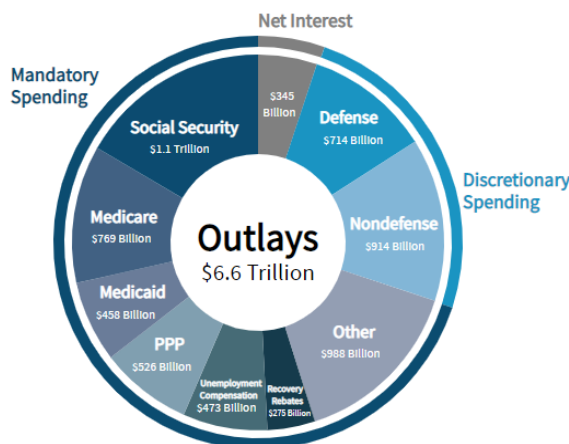 Net Interest
Mandatory
Spending
$345
Billion
Defense
$714 Billion
Social Security
$1.1 Trillion
Discretionary
Spending
Medicare
$769 Billion
Nondefense
$914 Billion
Outlays
$6.6 Trillion
Medicaid
$458 Billion
Other
$988 Billion
PPP
$526 Billion
Unemployment
Compensation
$473 Billion
Recovery
Rebates
$275 Billion